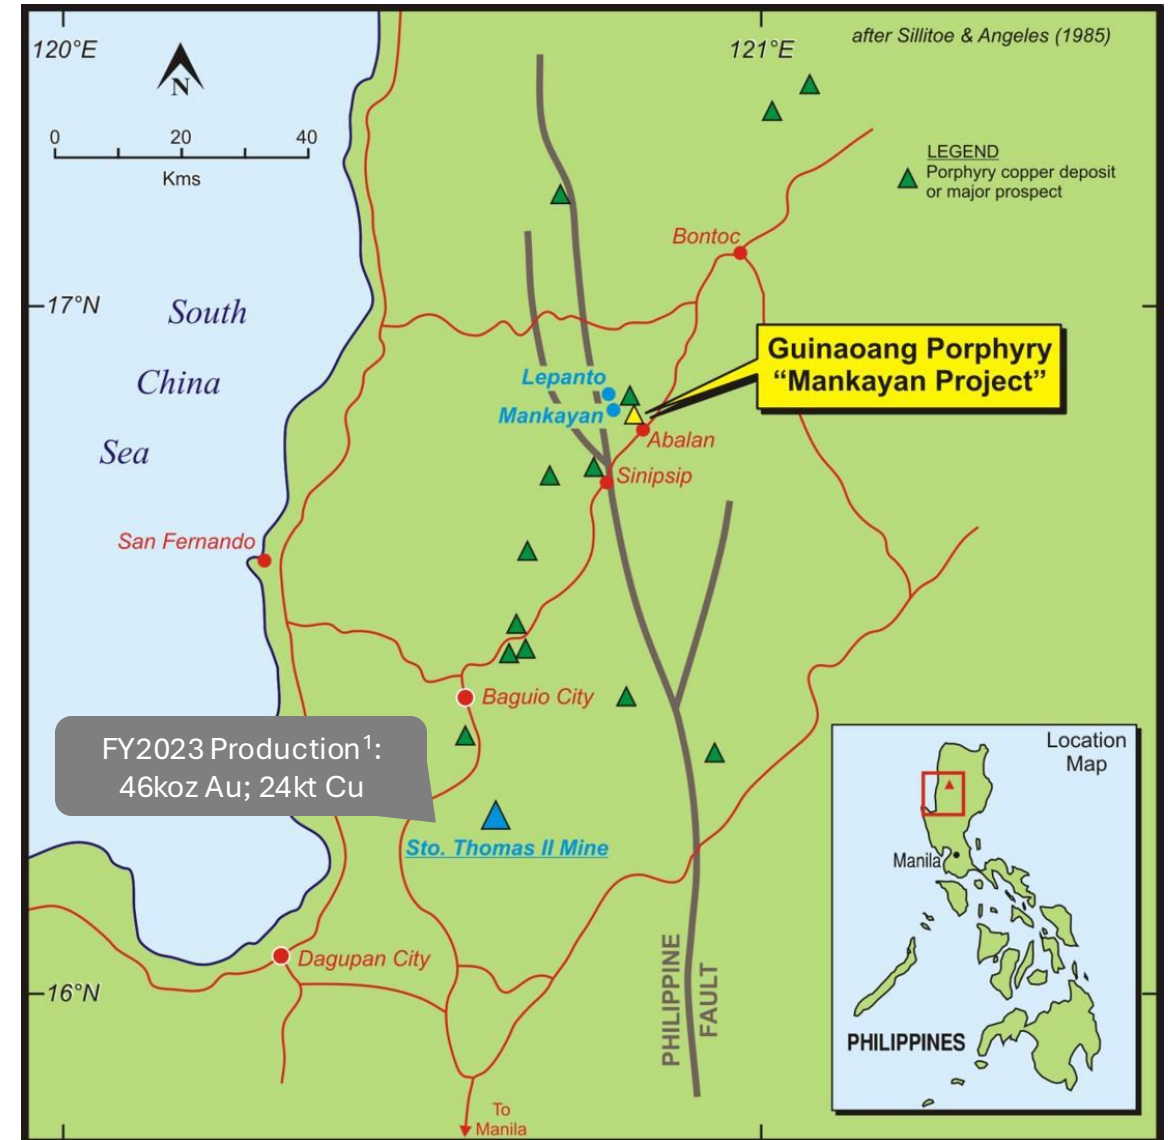 120°E
121°E
after Sillitoe & Angeles (1985)
N
0 20 40
Kms
LEGEND
Porphyry copper deposit
or major prospect
Bontoc
17°N
South
China
Sea
Guinaoang Porphyry
“Mankayan Project”
Lepanto
Mankayan
Abalan
Sinipsip
San Fernando
Baguio City
FY2023 Production¹:
46koz Au; 24kt Cu
Sto. Thomas II Mine
Location
Map
Manila
PHILIPPINES
Dagupan City
PHILIPPINE
FAULT
16°N
To
Manila